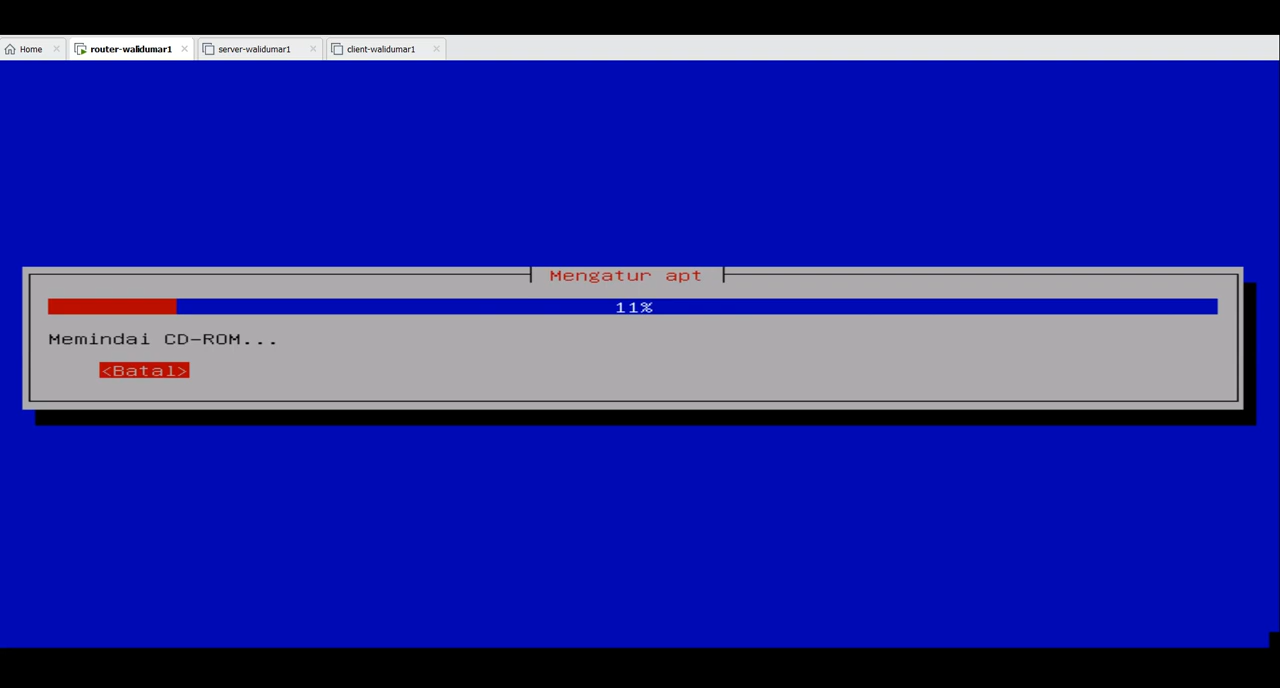 Home router-walidumar1 server-walidumar1 client-walidumar1
Mengatur apt
11%
Memindai CD-ROM...
<Batal>